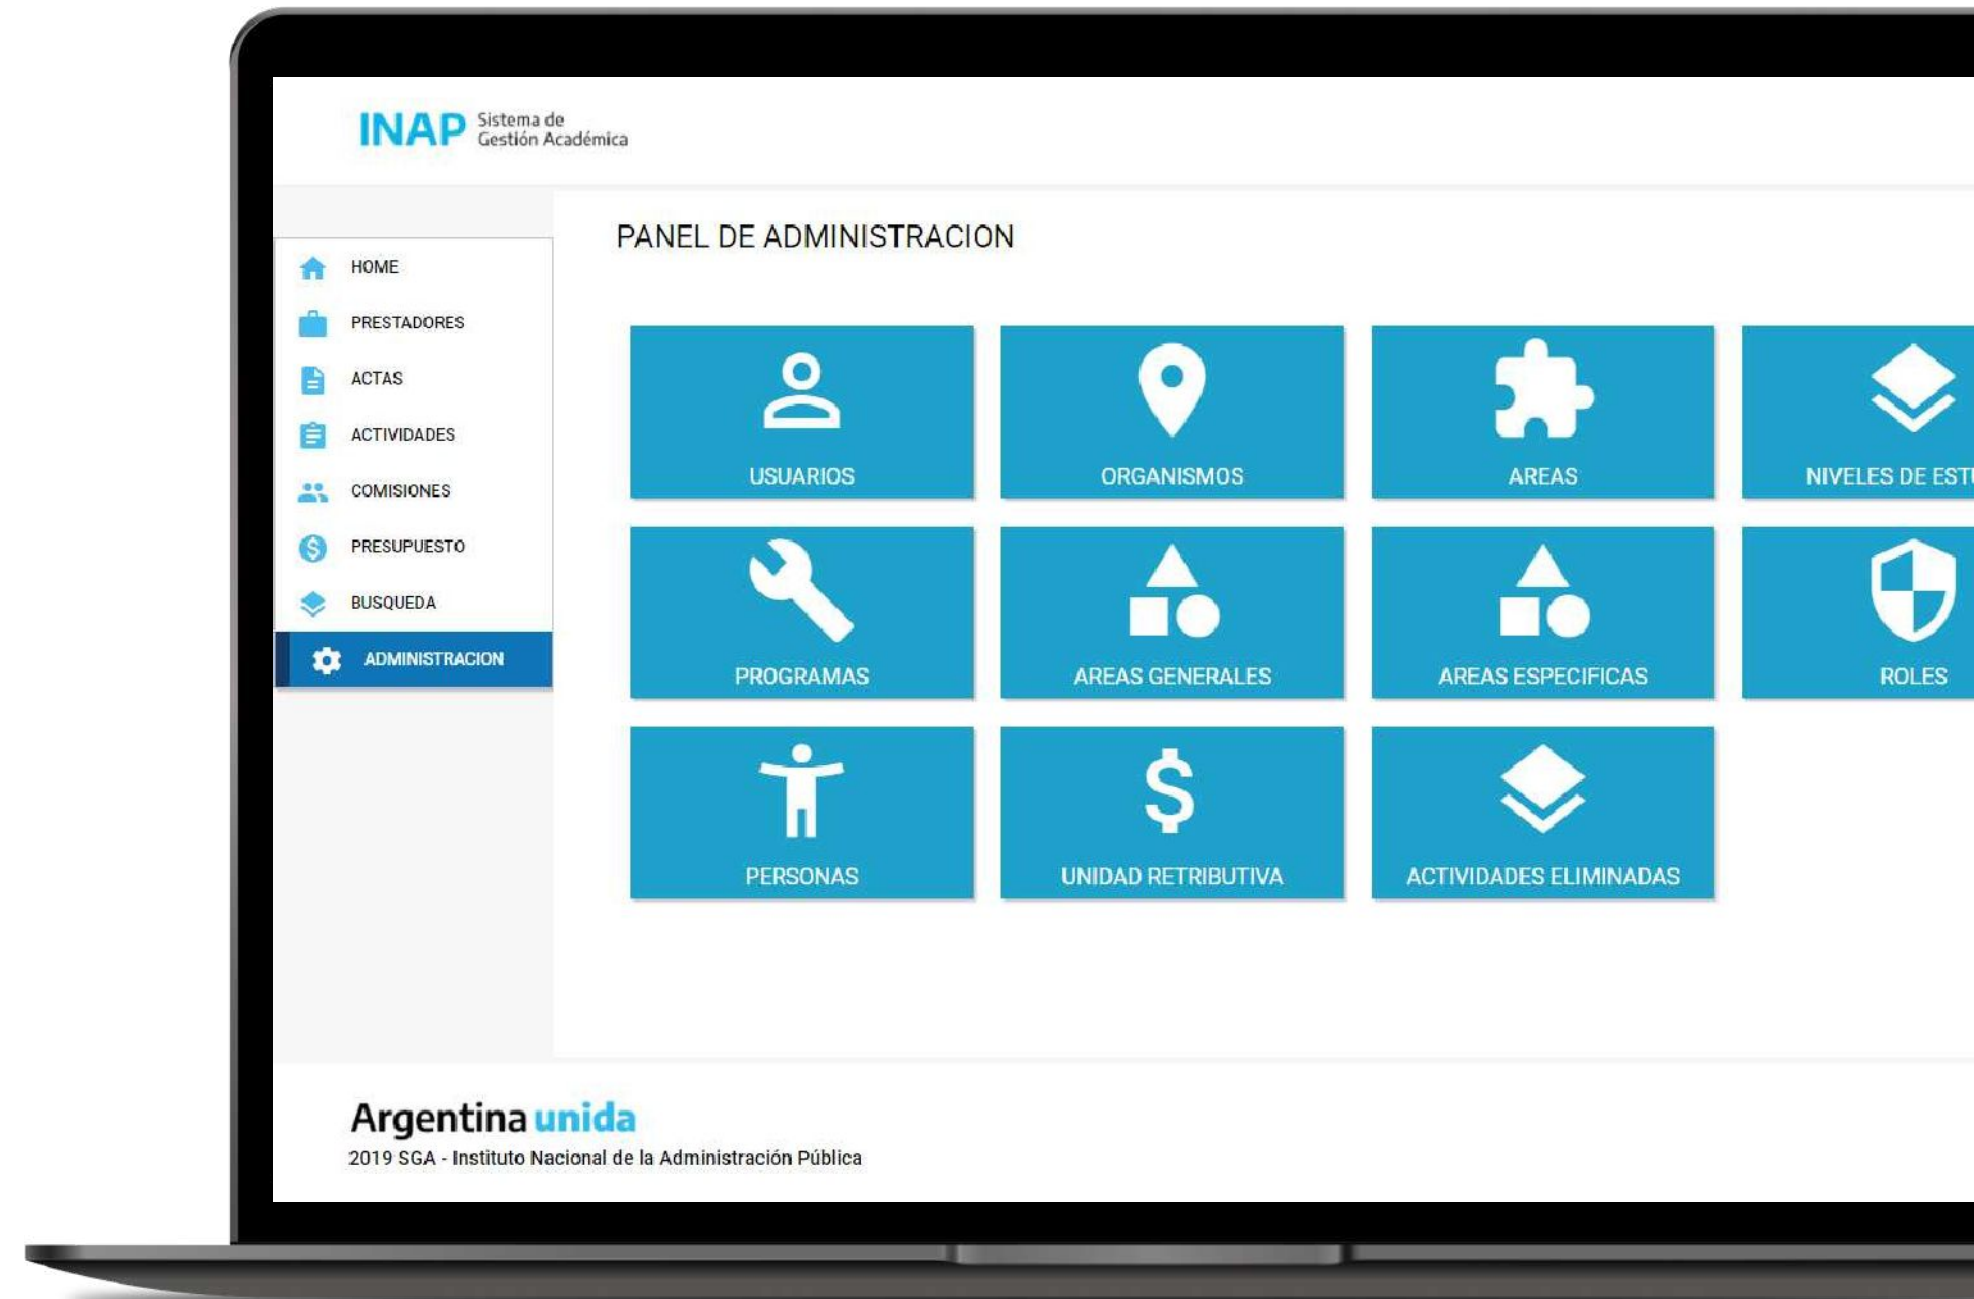 INAP
Sistema de
Gestión Académica
PANEL DE ADMINISTRACION
HOME
PRESTADORES
ACTAS
ACTIVIDADES
COMISIONES
PRESUPUESTO
BUSQUEDA
ADMINISTRACION
USUARIOS
ORGANISMOS
AREAS
NIVELES DE
PROGRAMAS
AREAS GENERALES
AREAS ESPECIFICAS
ROLES
PERSONAS
UNIDAD RETRIBUTIVA
ACTIVIDADES ELIMINADAS
Argentina unida
2019 SGA - Instituto Nacional de la Administración Pública